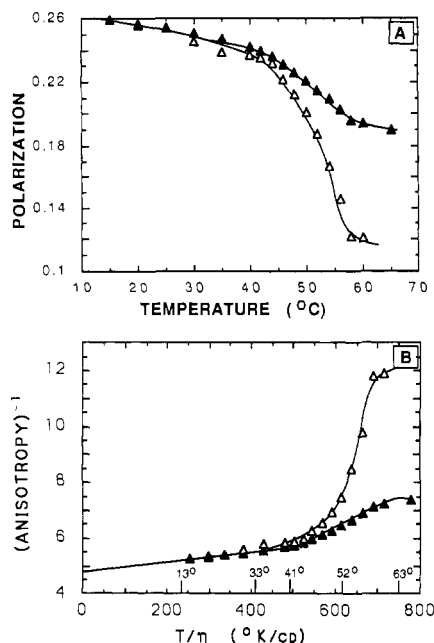 0.26
A
0.22
0.18
0.14
0.1
POLARIZATION
10 20 30 40 50 60 70
TEMPERATURE (°C)
12
B
10
8
6
4
(ANISOTROPY)⁻¹
13° 33° 41° 52° 63°
0 200 400 600 800
T/η (°K/cp)